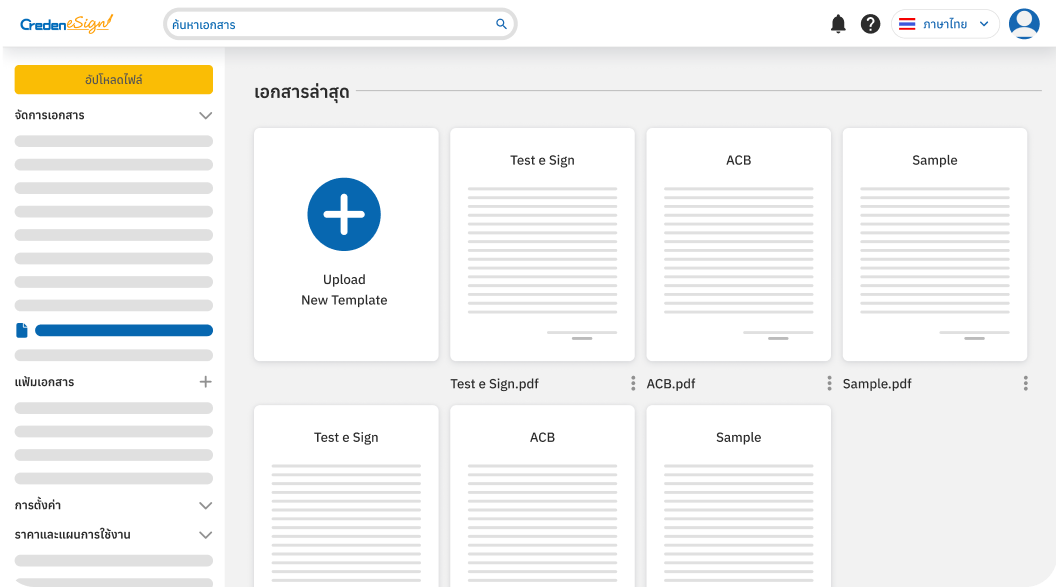 Creden eSign
ค้นหาเอกสาร
ภาษาไทย
อัปโหลดไฟล์
จัดการเอกสาร
แฟ้มเอกสาร
การตั้งค่า
ราคาและแผนการใช้งาน
เอกสารล่าสุด
Upload
New Template
Test e Sign
ACB
Sample
Test e Sign.pdf
ACB.pdf
Sample.pdf
Test e Sign
ACB
Sample